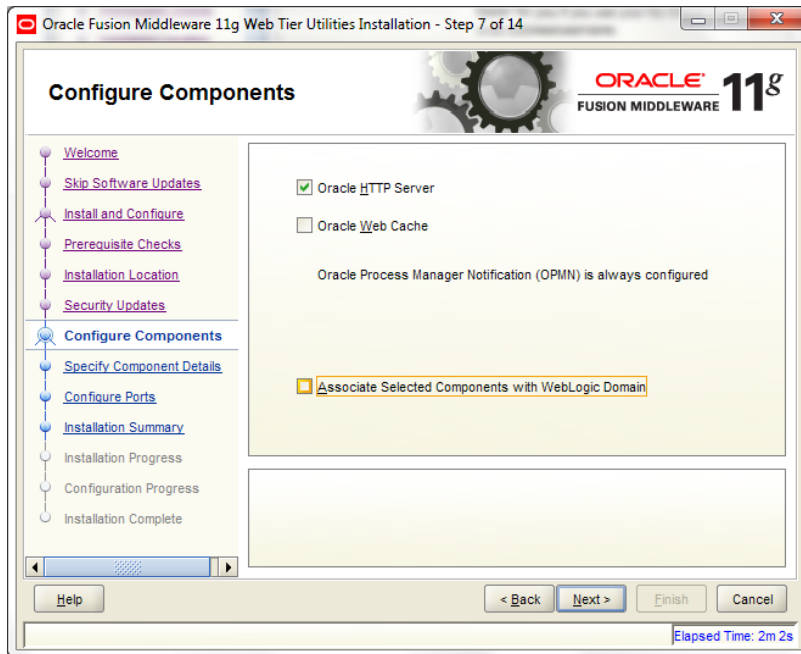 Oracle Fusion Middleware 11g Web Tier Utilities Installation - Step 7 of 14
Configure Components
ORACLE
FUSION MIDDLEWARE 11g
Welcome
Skip Software Updates
Install and Configure
Prerequisite Checks
Installation Location
Security Updates
Configure Components
Specify Component Details
Configure Ports
Installation Summary
Installation Progress
Configuration Progress
Installation Complete
Oracle HTTP Server
Oracle Web Cache
Oracle Process Manager Notification (OPMN) is always configured
Associate Selected Components with WebLogic Domain
Help
< Back
Next >
Finish
Cancel
Elapsed Time: 2m 2s